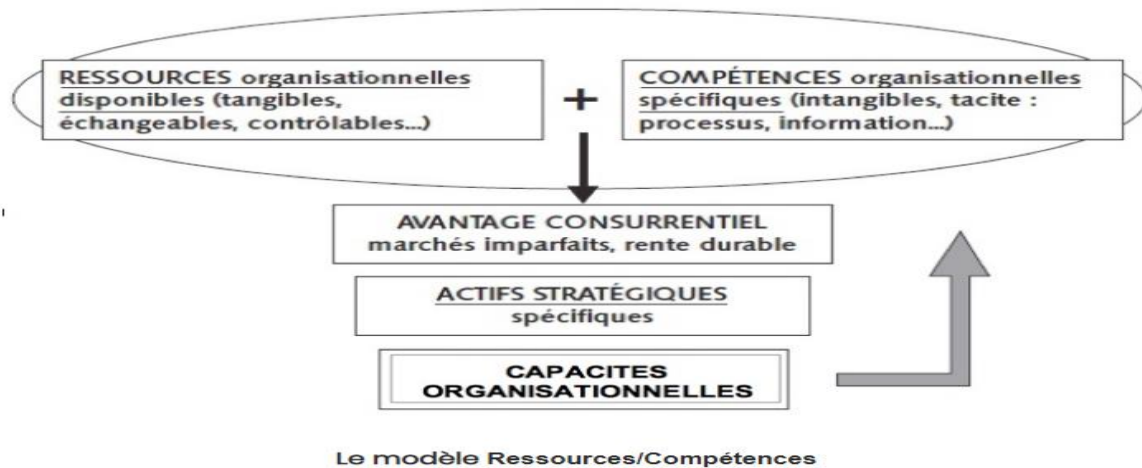 RESSOURCES organisationnelles
disponibles (tangibles,
échangeables, contrôlables...)
+
COMPÉTENCES organisationnelles
spécifiques (intangibles, tacite :
processus, information...)
AVANTAGE CONSURRENTIEL
marchés imparfaits, rente durable
ACTIFS STRATÉGIQUES
spécifiques
CAPACITES
ORGANISATIONNELLES
Le modèle Ressources/Compétences